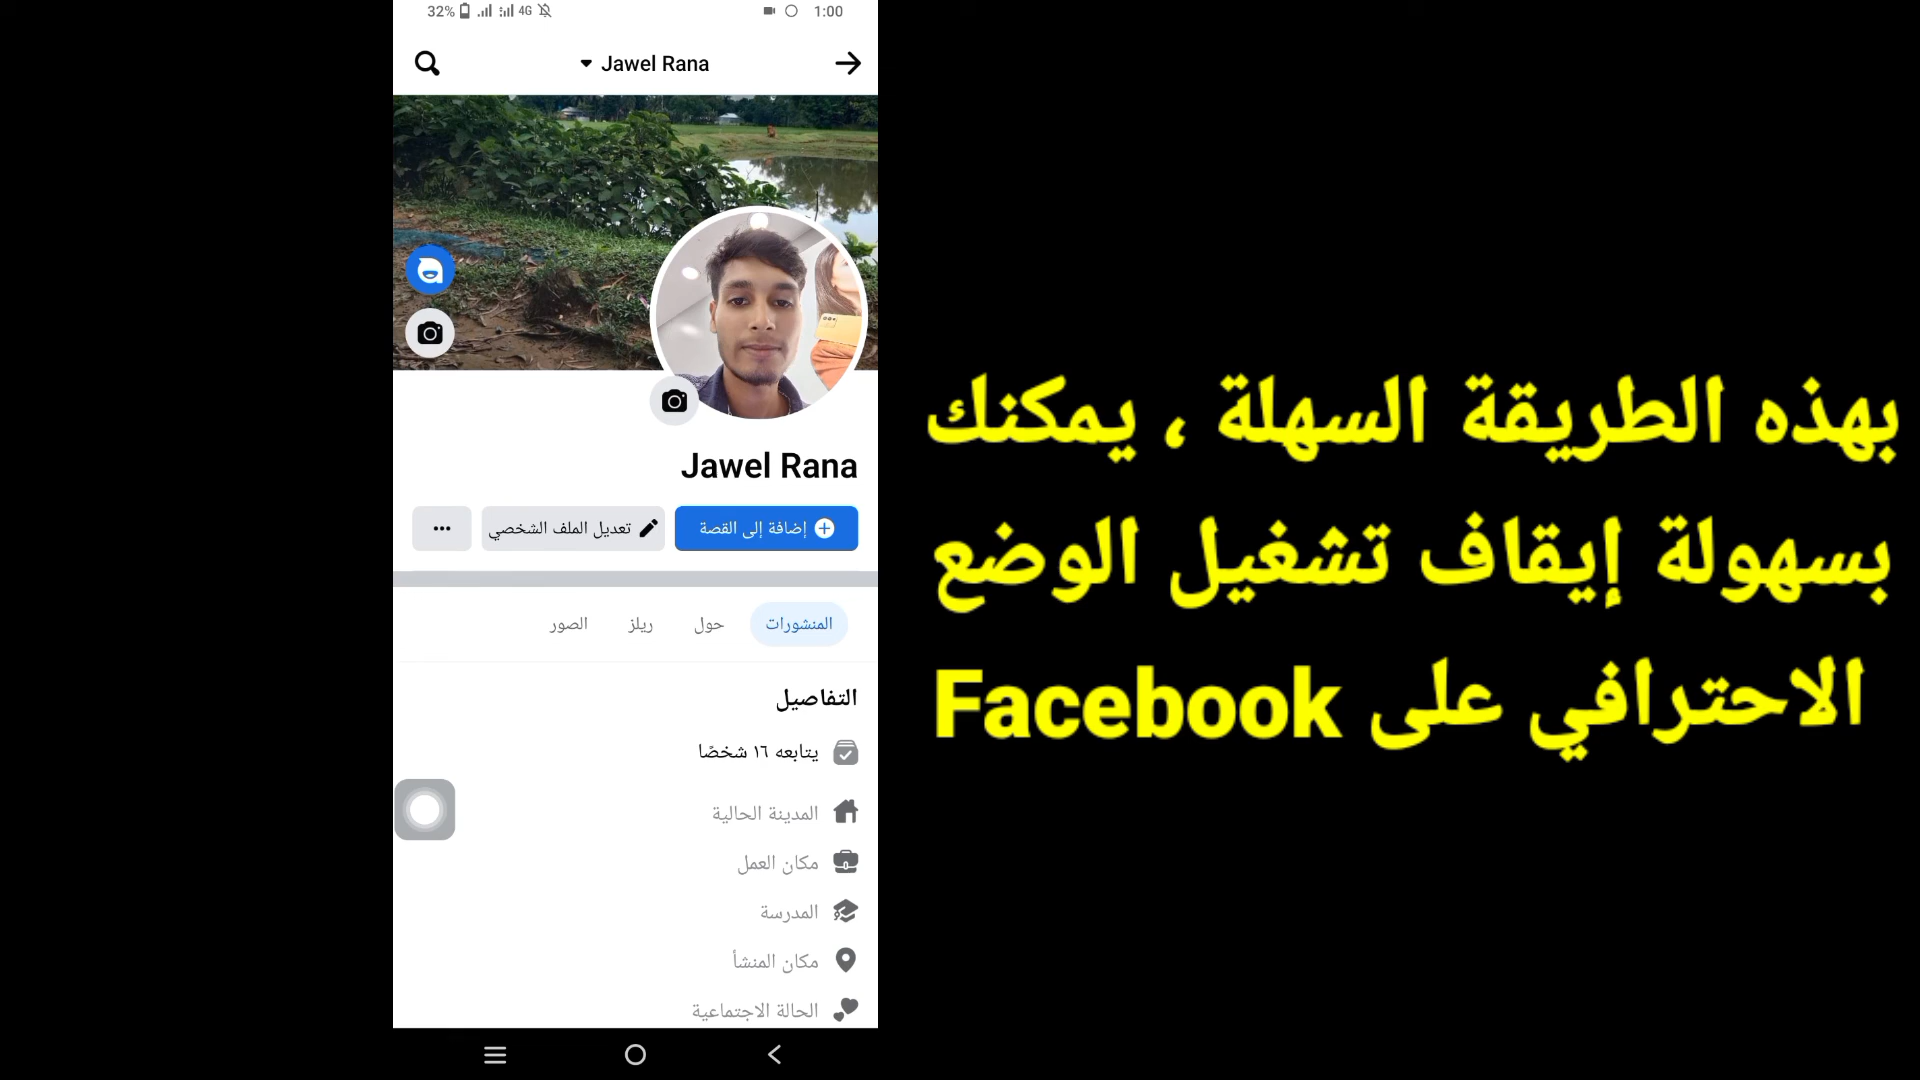 32% 4G 1:00
Jawel Rana
Jawel Rana
إضافة إلى القصة
تعديل الملف الشخصي
المنشورات حول ريلز الصور
التفاصيل
يتابعه ١٦ شخصًا
المدينة الحالية
مكان العمل
المدرسة
مكان المنشأ
الحالة الاجتماعية
بهذه الطريقة السهلة ، يمكنك
بسهولة إيقاف تشغيل الوضع
الاحترافي على Facebook